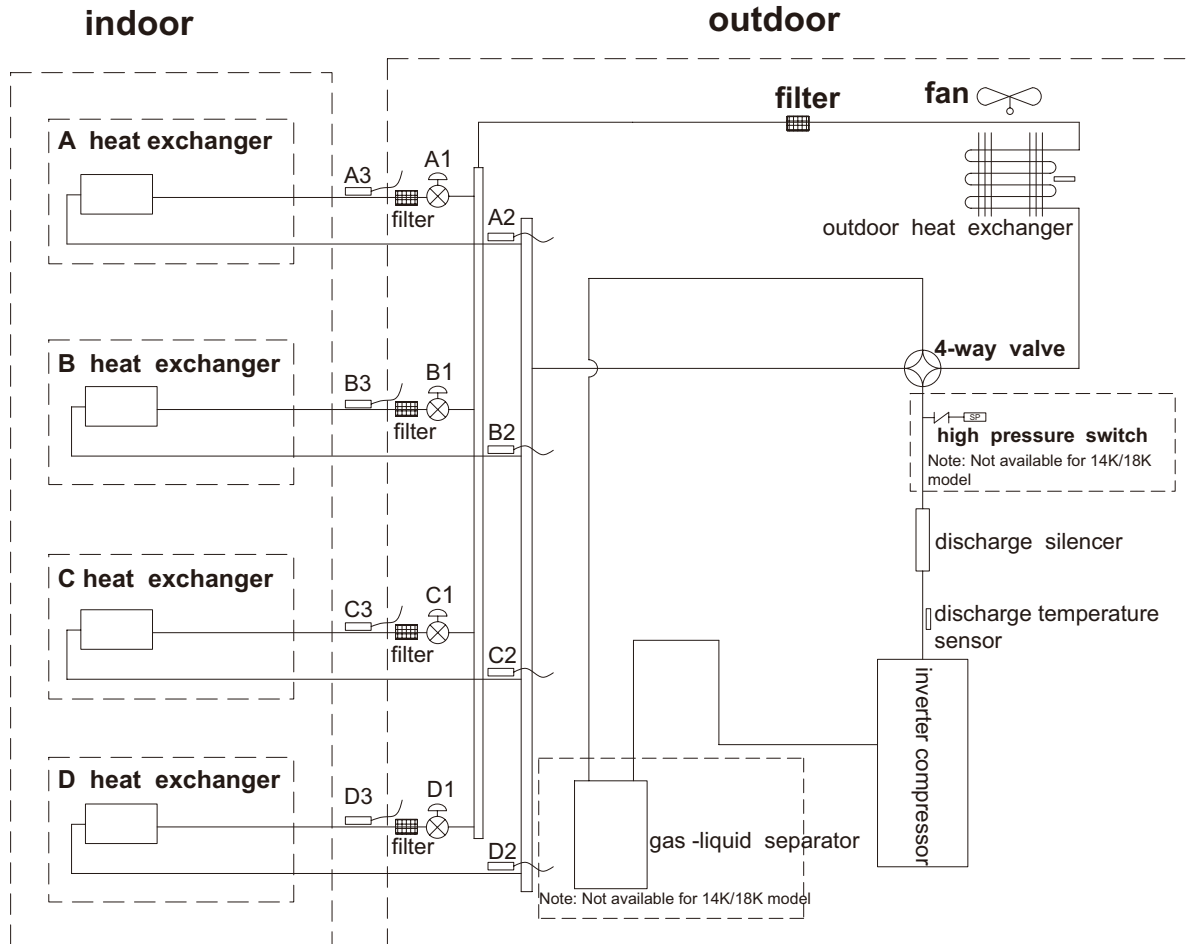 indoor
outdoor
filter
fan
A heat exchanger
A3
A1
filter
A2
outdoor heat exchanger
B heat exchanger
B3
B1
filter
B2
4-way valve
SP
high pressure switch
Note: Not available for 14K/18K
model
discharge silencer
C heat exchanger
C3
C1
filter
C2
discharge temperature
sensor
inverter compressor
D heat exchanger
D3
D1
filter
D2
gas -liquid separator
Note: Not available for 14K/18K model